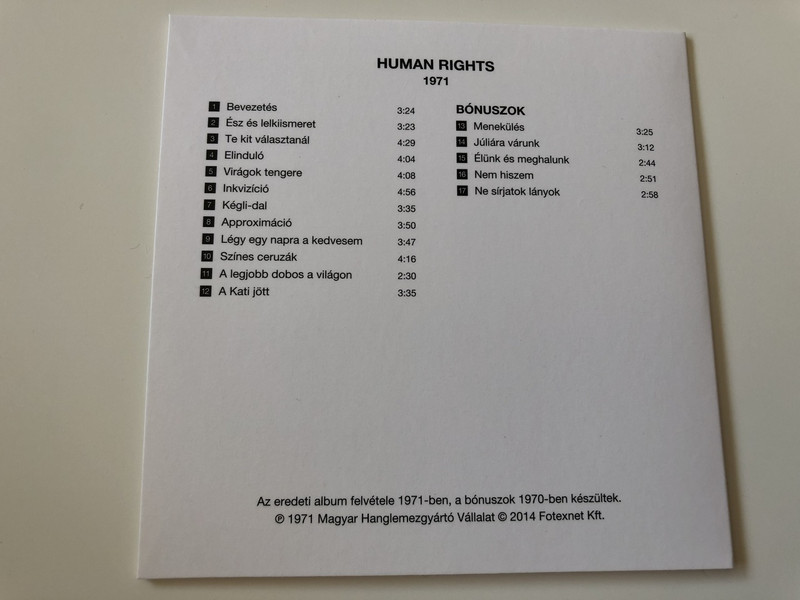 HUMAN RIGHTS
1971
1 Bevezetés 3:24
2 Ész és lelkiismeret 3:23
3 Te kit választanál 4:29
4 Elinduló 4:04
5 Virágok tengere 4:08
6 Inkvizíció 4:56
7 Kégli-dal 3:35
8 Approximáció 3:50
9 Légy egy napra a kedvesem 3:47
10 Színes ceruzák 4:16
11 A legjobb dobos a világon 2:30
12 A Kati jött 3:35
BÓNUSZOK
13 Menekülés 3:25
14 Júliára várunk 3:12
15 Élünk és meghalunk 2:44
16 Nem hiszem 2:51
17 Ne sírjatok lányok 2:58
Az eredeti album felvétele 1971-ben, a bónuszok 1970-ben készültek.
℗ 1971 Magyar Hanglemezgyártó Vállalat © 2014 Fotexnet Kft.